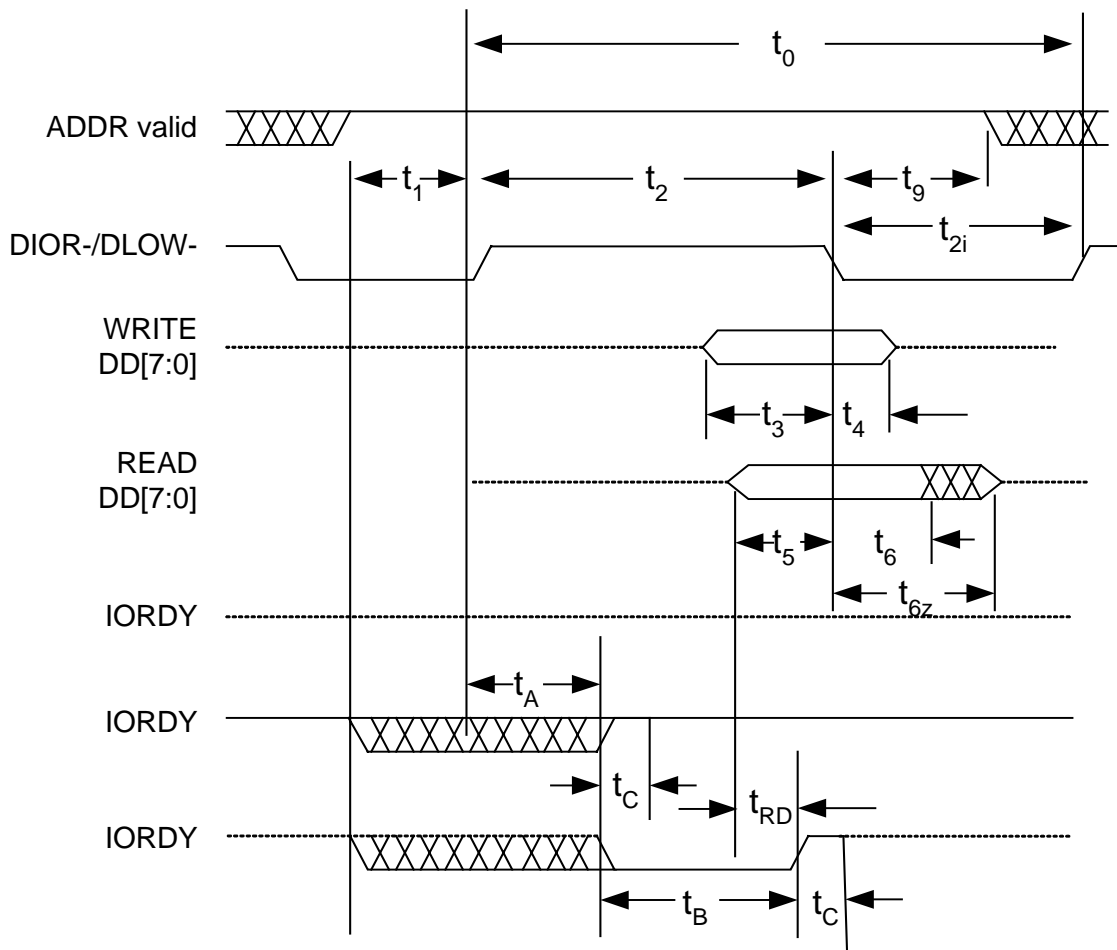 t0
ADDR valid
t1
t2
t9
DIOR-/DLOW-
t2i
WRITE
DD[7:0]
t3
t4
READ
DD[7:0]
t5
t6
t6z
IORDY
tA
IORDY
tC
tRD
IORDY
tB
tC